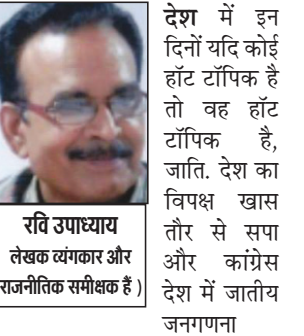 रवि उपाध्याय
लेखक व्यंगकार और
राजनीतिक समीक्षक हैं )
देश में इन
दिनों यदि कोई
हॉट टॉपिक है
तो वह हॉट
टॉपिक है,
जाति. देश का
विपक्ष खास
तौर से सपा
और कांग्रेस
देश में जातीय
जनगणना